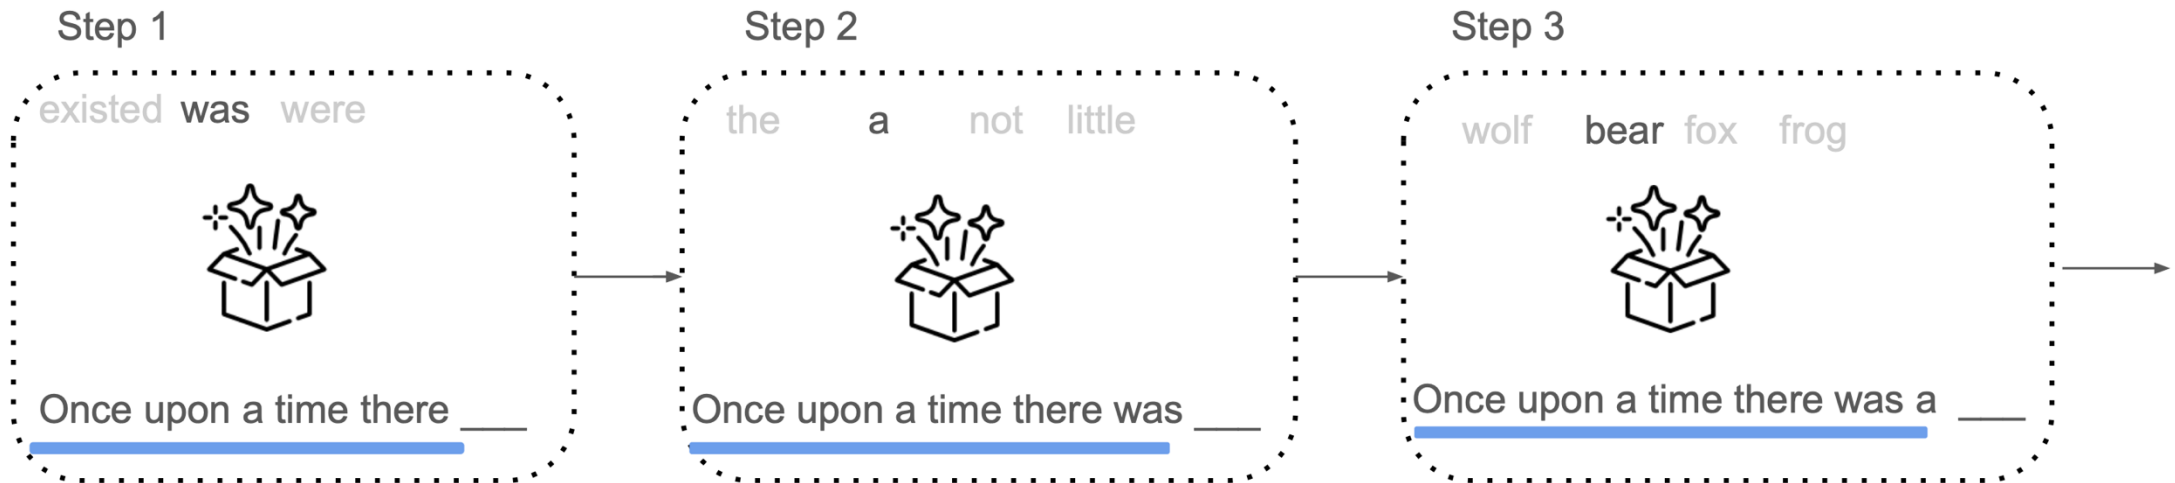 Step 1
existed was were
Once upon a time there ___
Step 2
the a not little
Once upon a time there was ___
Step 3
wolf bear fox frog
Once upon a time there was a ___